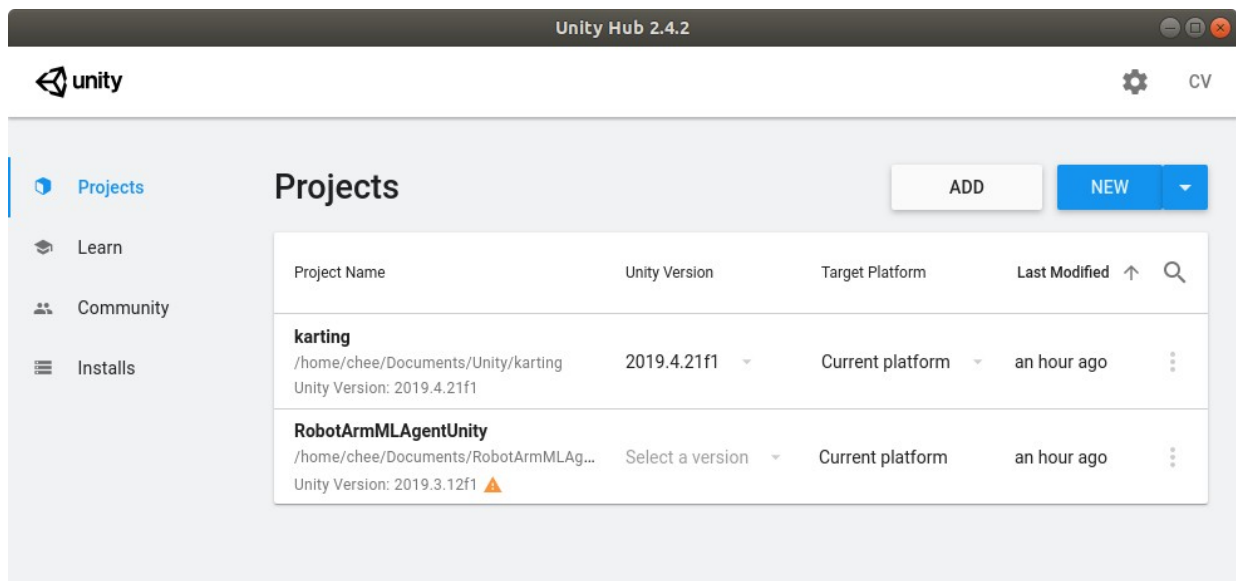 Unity Hub 2.4.2
unity
CV
Projects
Learn
Community
Installs
Projects
ADD
NEW
Project Name Unity Version Target Platform Last Modified
karting
/home/chee/Documents/Unity/karting 2019.4.21f1 Current platform an hour ago
Unity Version: 2019.4.21f1
RobotArmMLAgentUnity
/home/chee/Documents/RobotArmMLAg... Select a version Current platform an hour ago
Unity Version: 2019.3.12f1